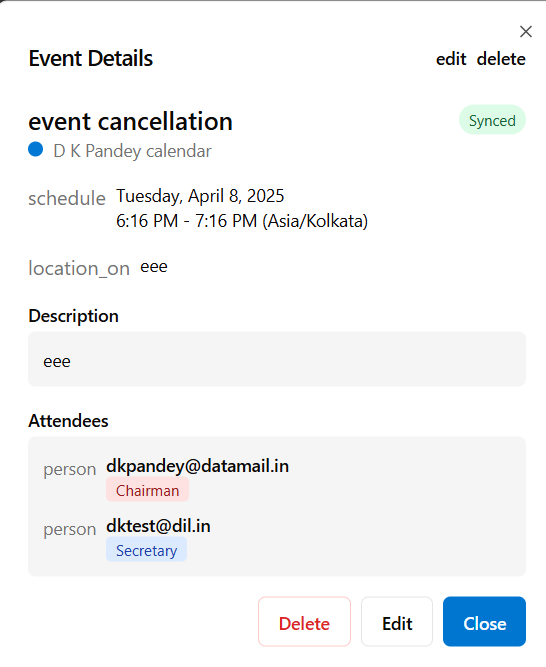 Event Details edit delete
event cancellation Synced
D K Pandey calendar
schedule Tuesday, April 8, 2025
6:16 PM - 7:16 PM (Asia/Kolkata)
location_on eee
Description
eee
Attendees
person dkpandey@datamail.in
Chairman
person dktest@dil.in
Secretary
Delete Edit Close